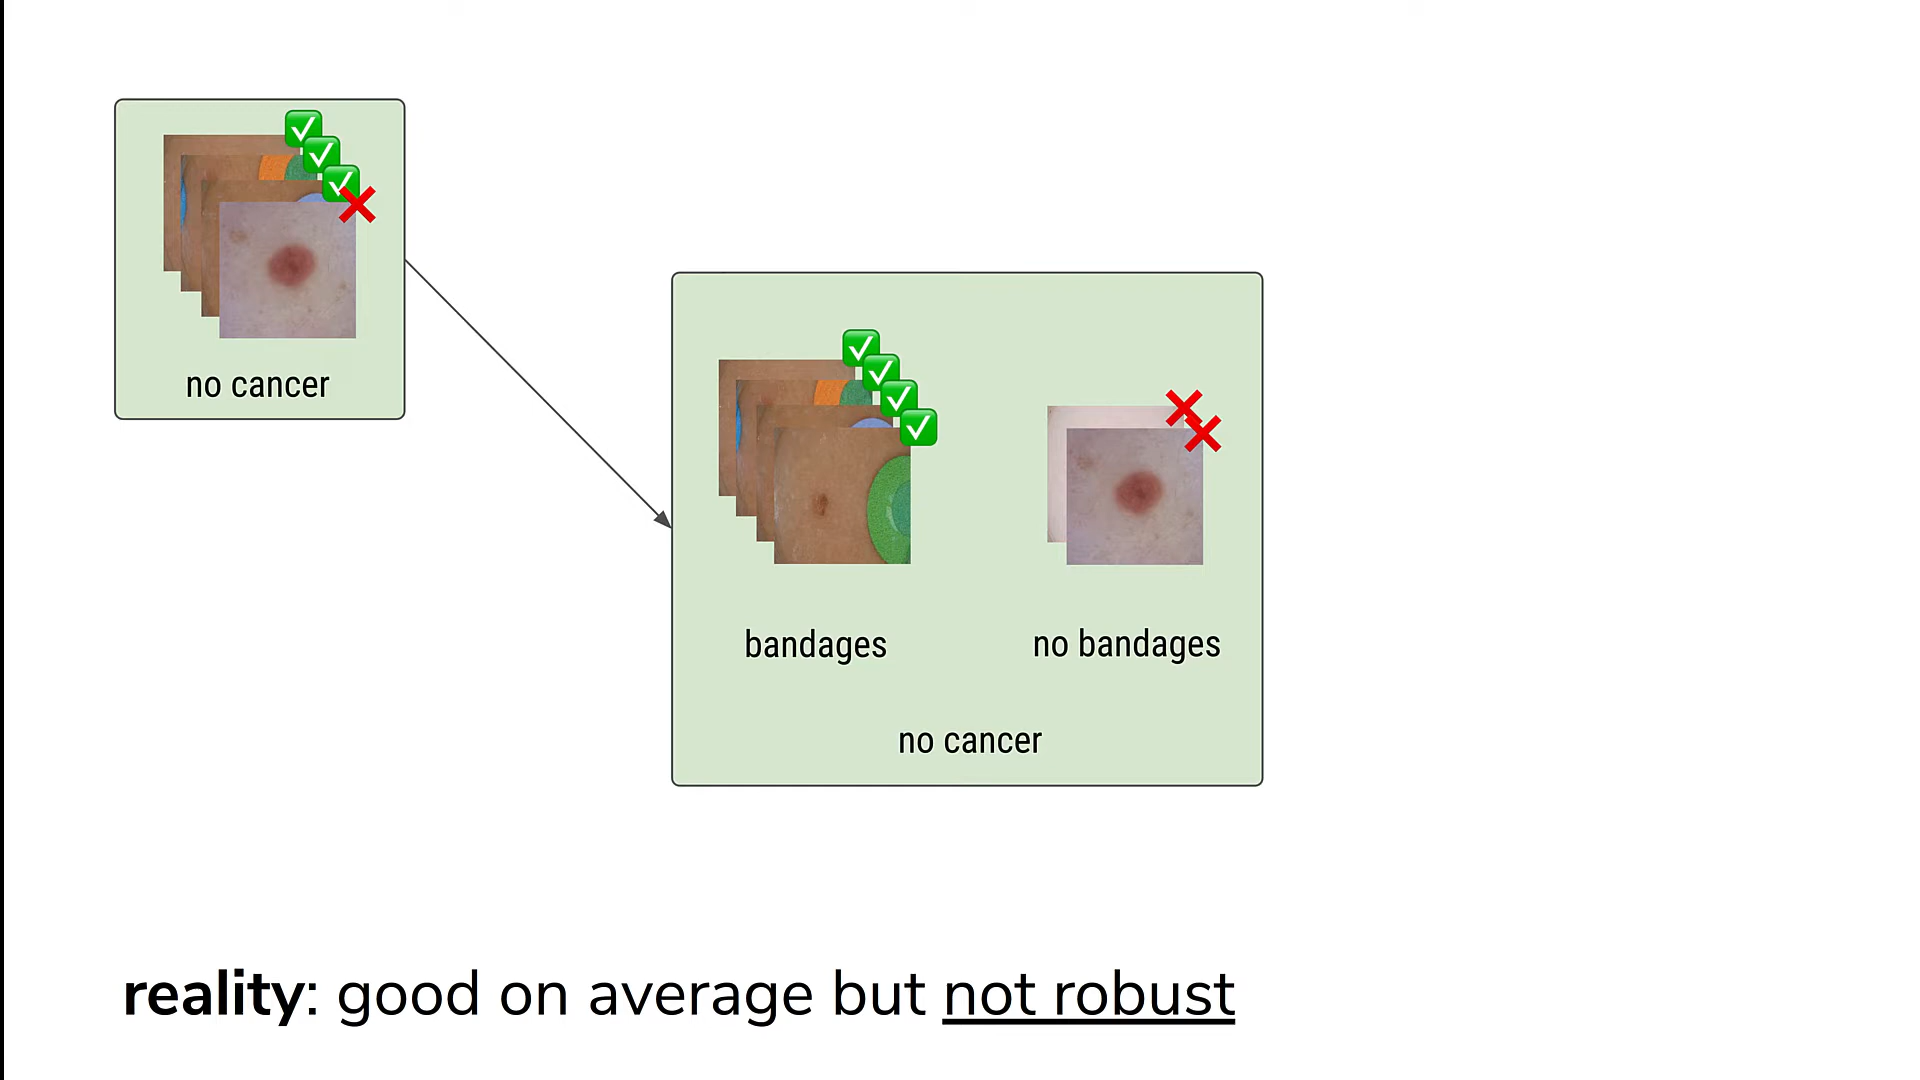 no cancer
bandages
no bandages
no cancer
reality: good on average but not robust